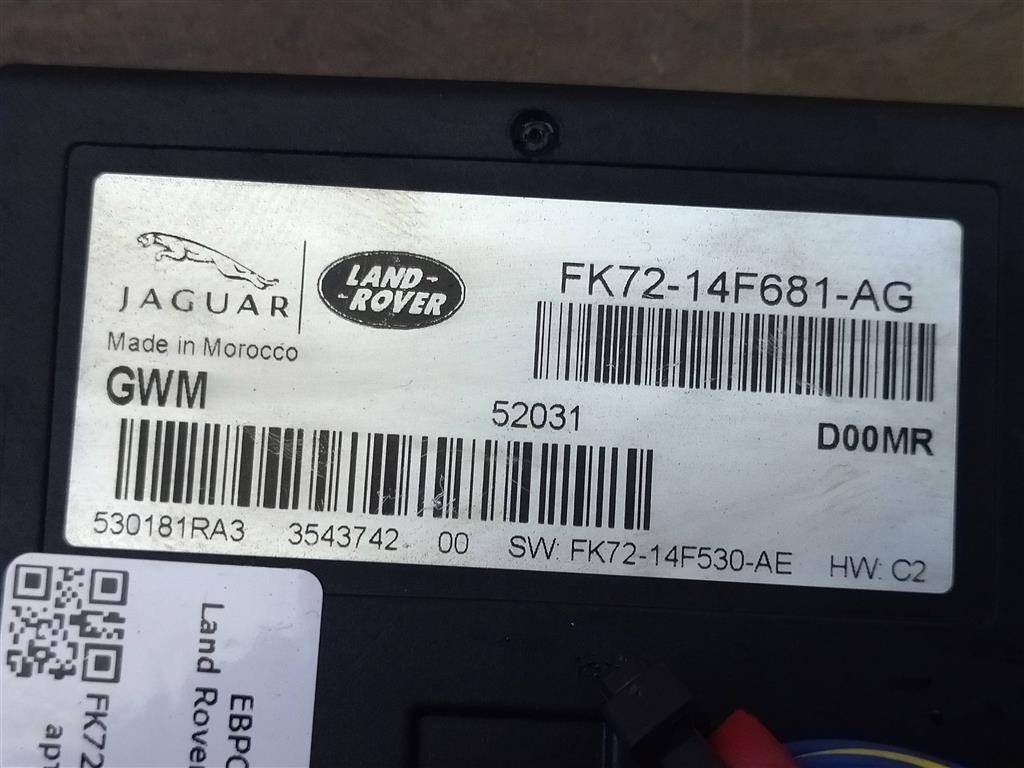 JAGUAR
LAND-
-ROVER
FK72-14F681-AG
Made in Morocco
GWM
52031
D00MR
530181RA3 3543742 00 SW: FK72-14F530-AE HW: C2
Land Rover
FK72